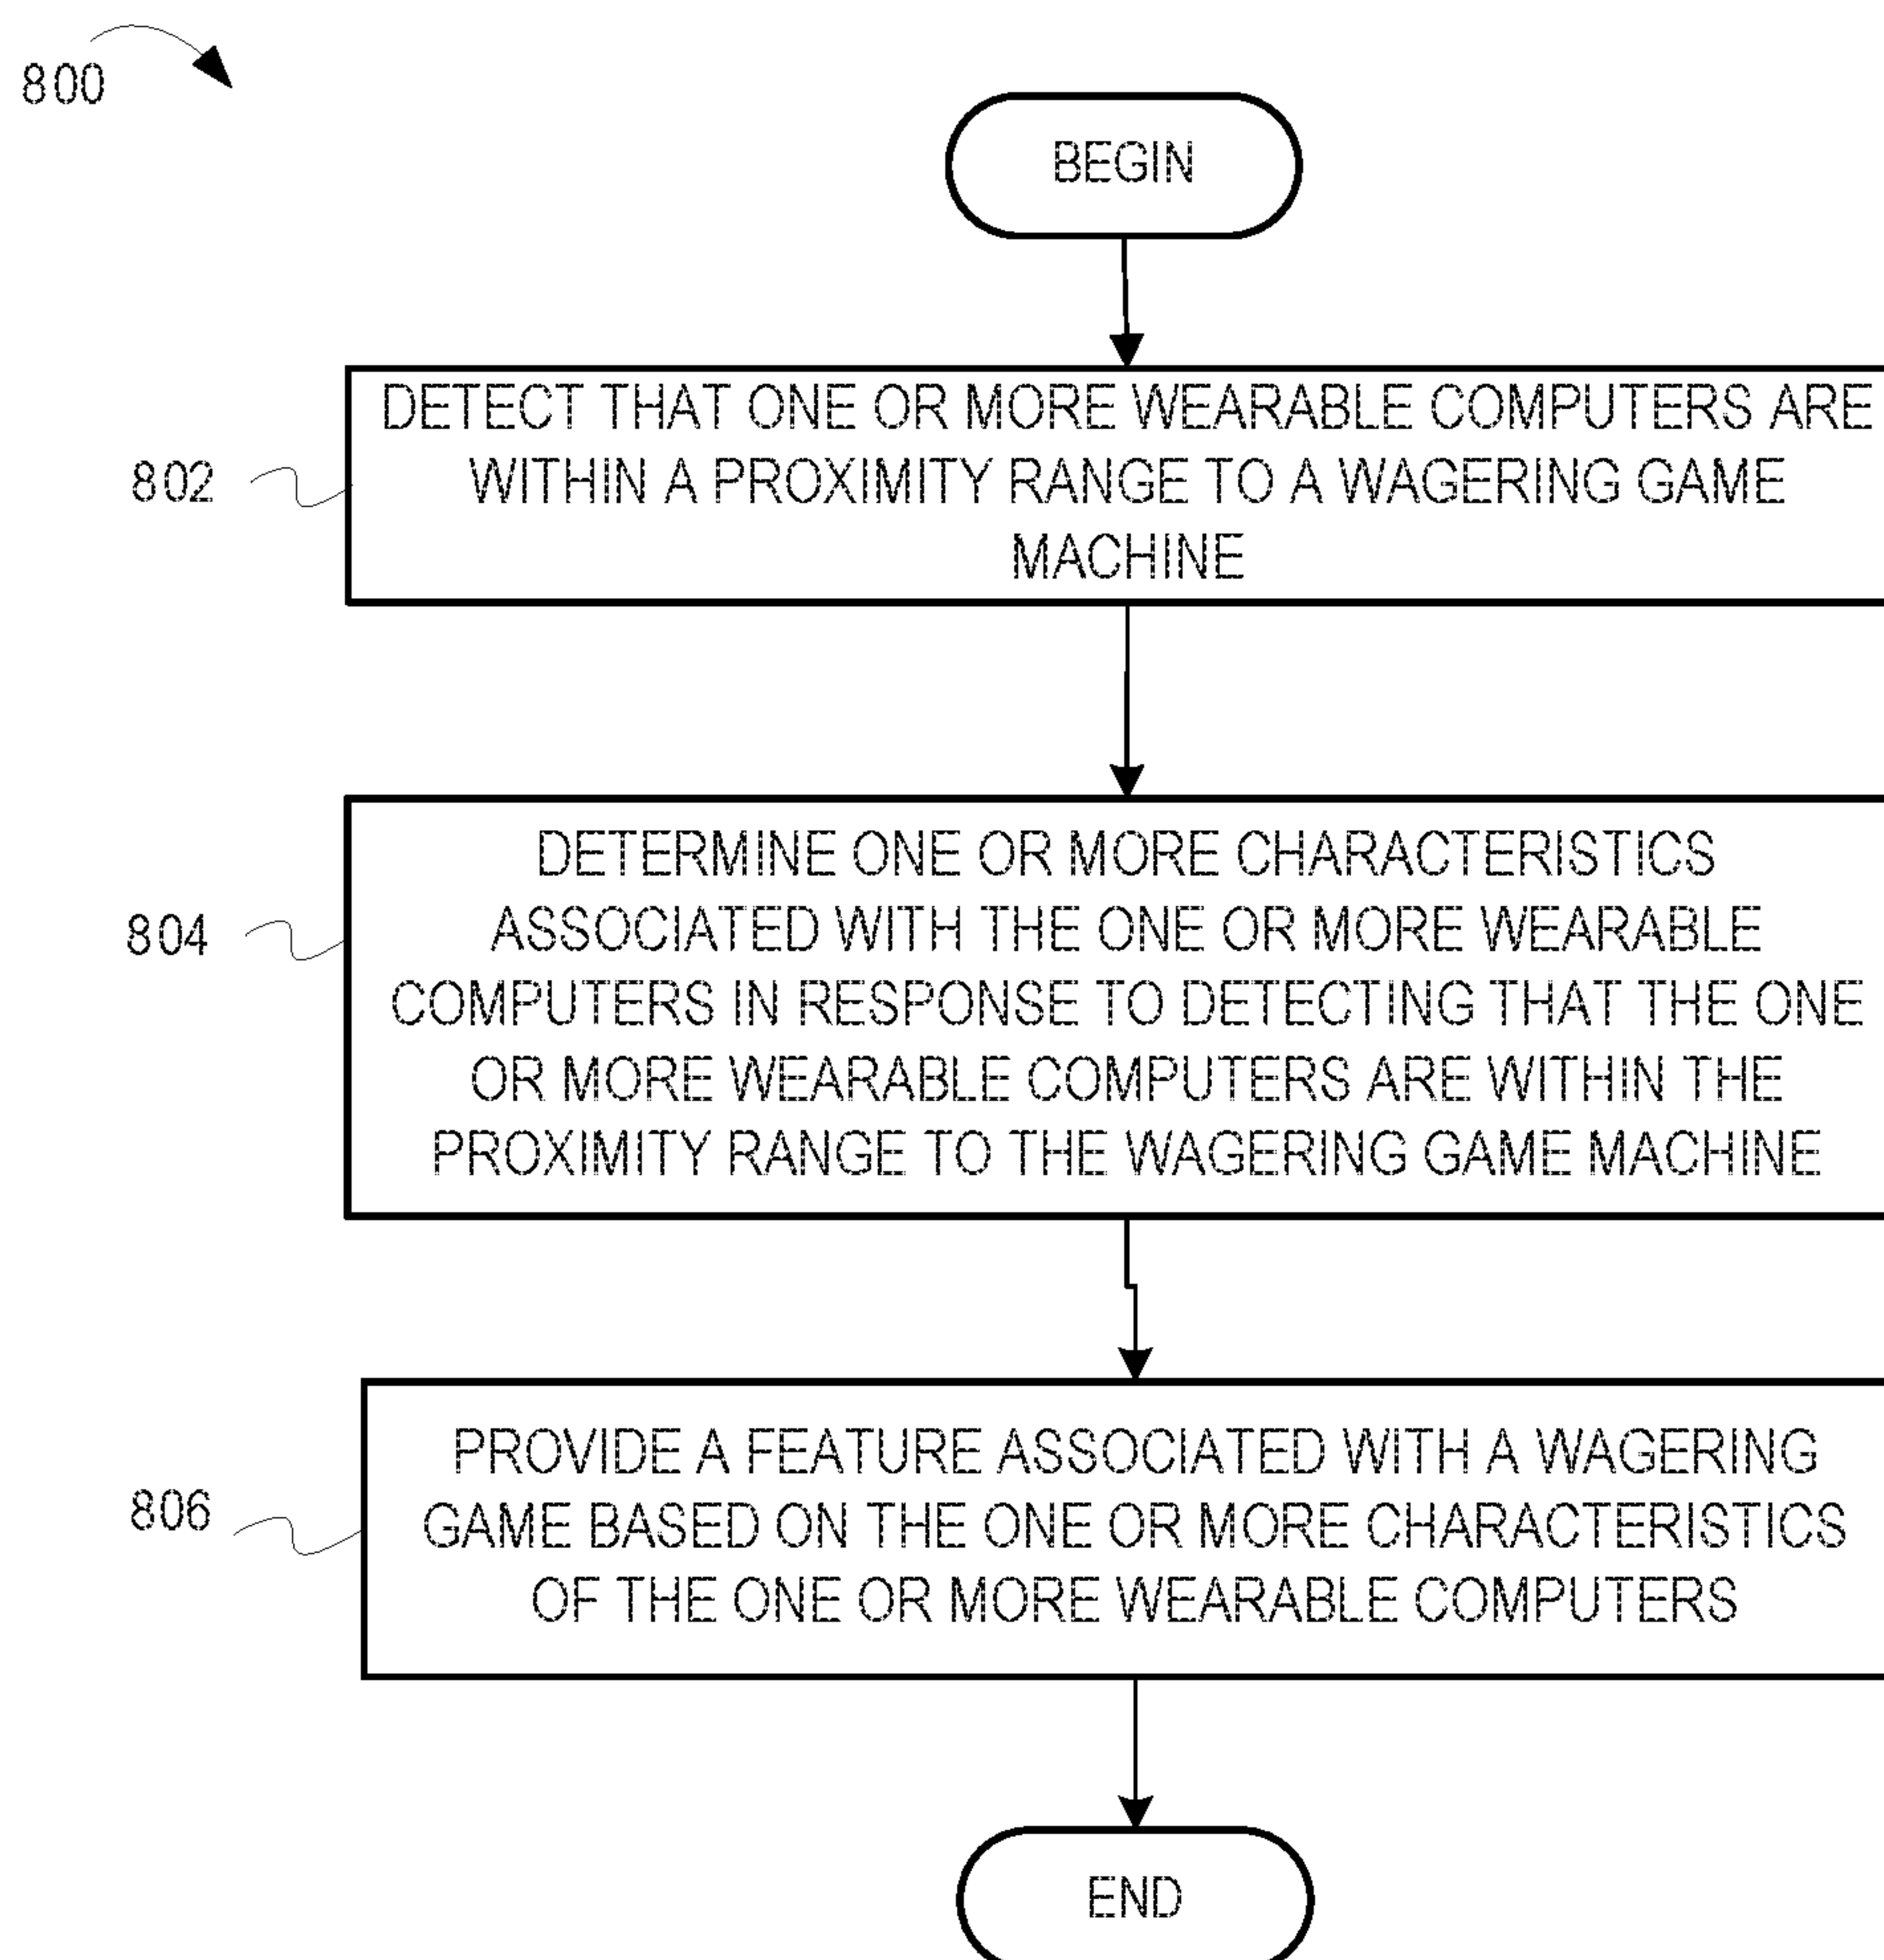 800
BEGIN
802
DETECT THAT ONE OR MORE WEARABLE COMPUTERS ARE
WITHIN A PROXIMITY RANGE TO A WAGERING GAME
MACHINE
804
DETERMINE ONE OR MORE CHARACTERISTICS
ASSOCIATED WITH THE ONE OR MORE WEARABLE
COMPUTERS IN RESPONSE TO DETECTING THAT THE ONE
OR MORE WEARABLE COMPUTERS ARE WITHIN THE
PROXIMITY RANGE TO THE WAGERING GAME MACHINE
806
PROVIDE A FEATURE ASSOCIATED WITH A WAGERING
GAME BASED ON THE ONE OR MORE CHARACTERISTICS
OF THE ONE OR MORE WEARABLE COMPUTERS
END